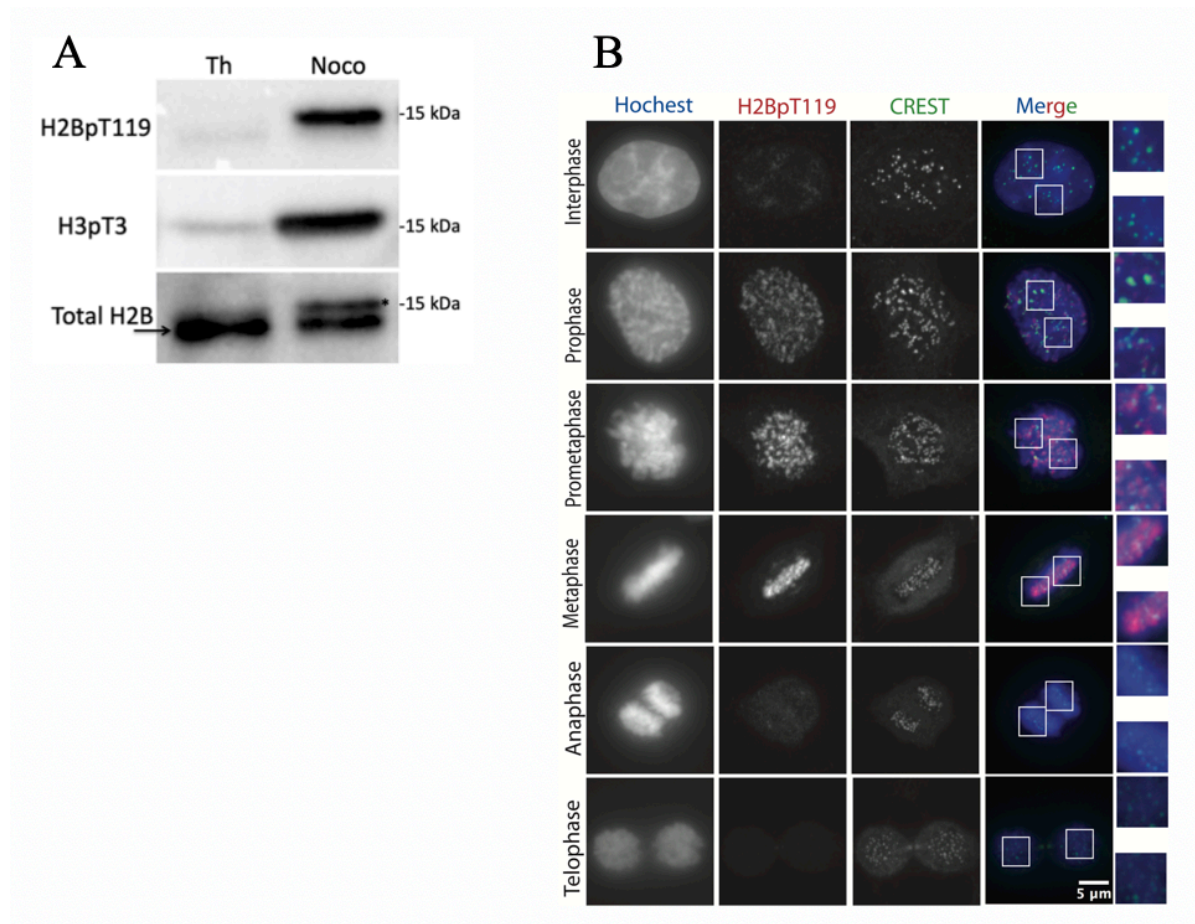 A
Th Noco
H2BpT119 -15 kDa
H3pT3 -15 kDa
Total H2B * -15 kDa
B
Hochest H2BpT119 CREST Merge
Interphase
Prophase
Prometaphase
Metaphase
Anaphase
Telophase
5 μm